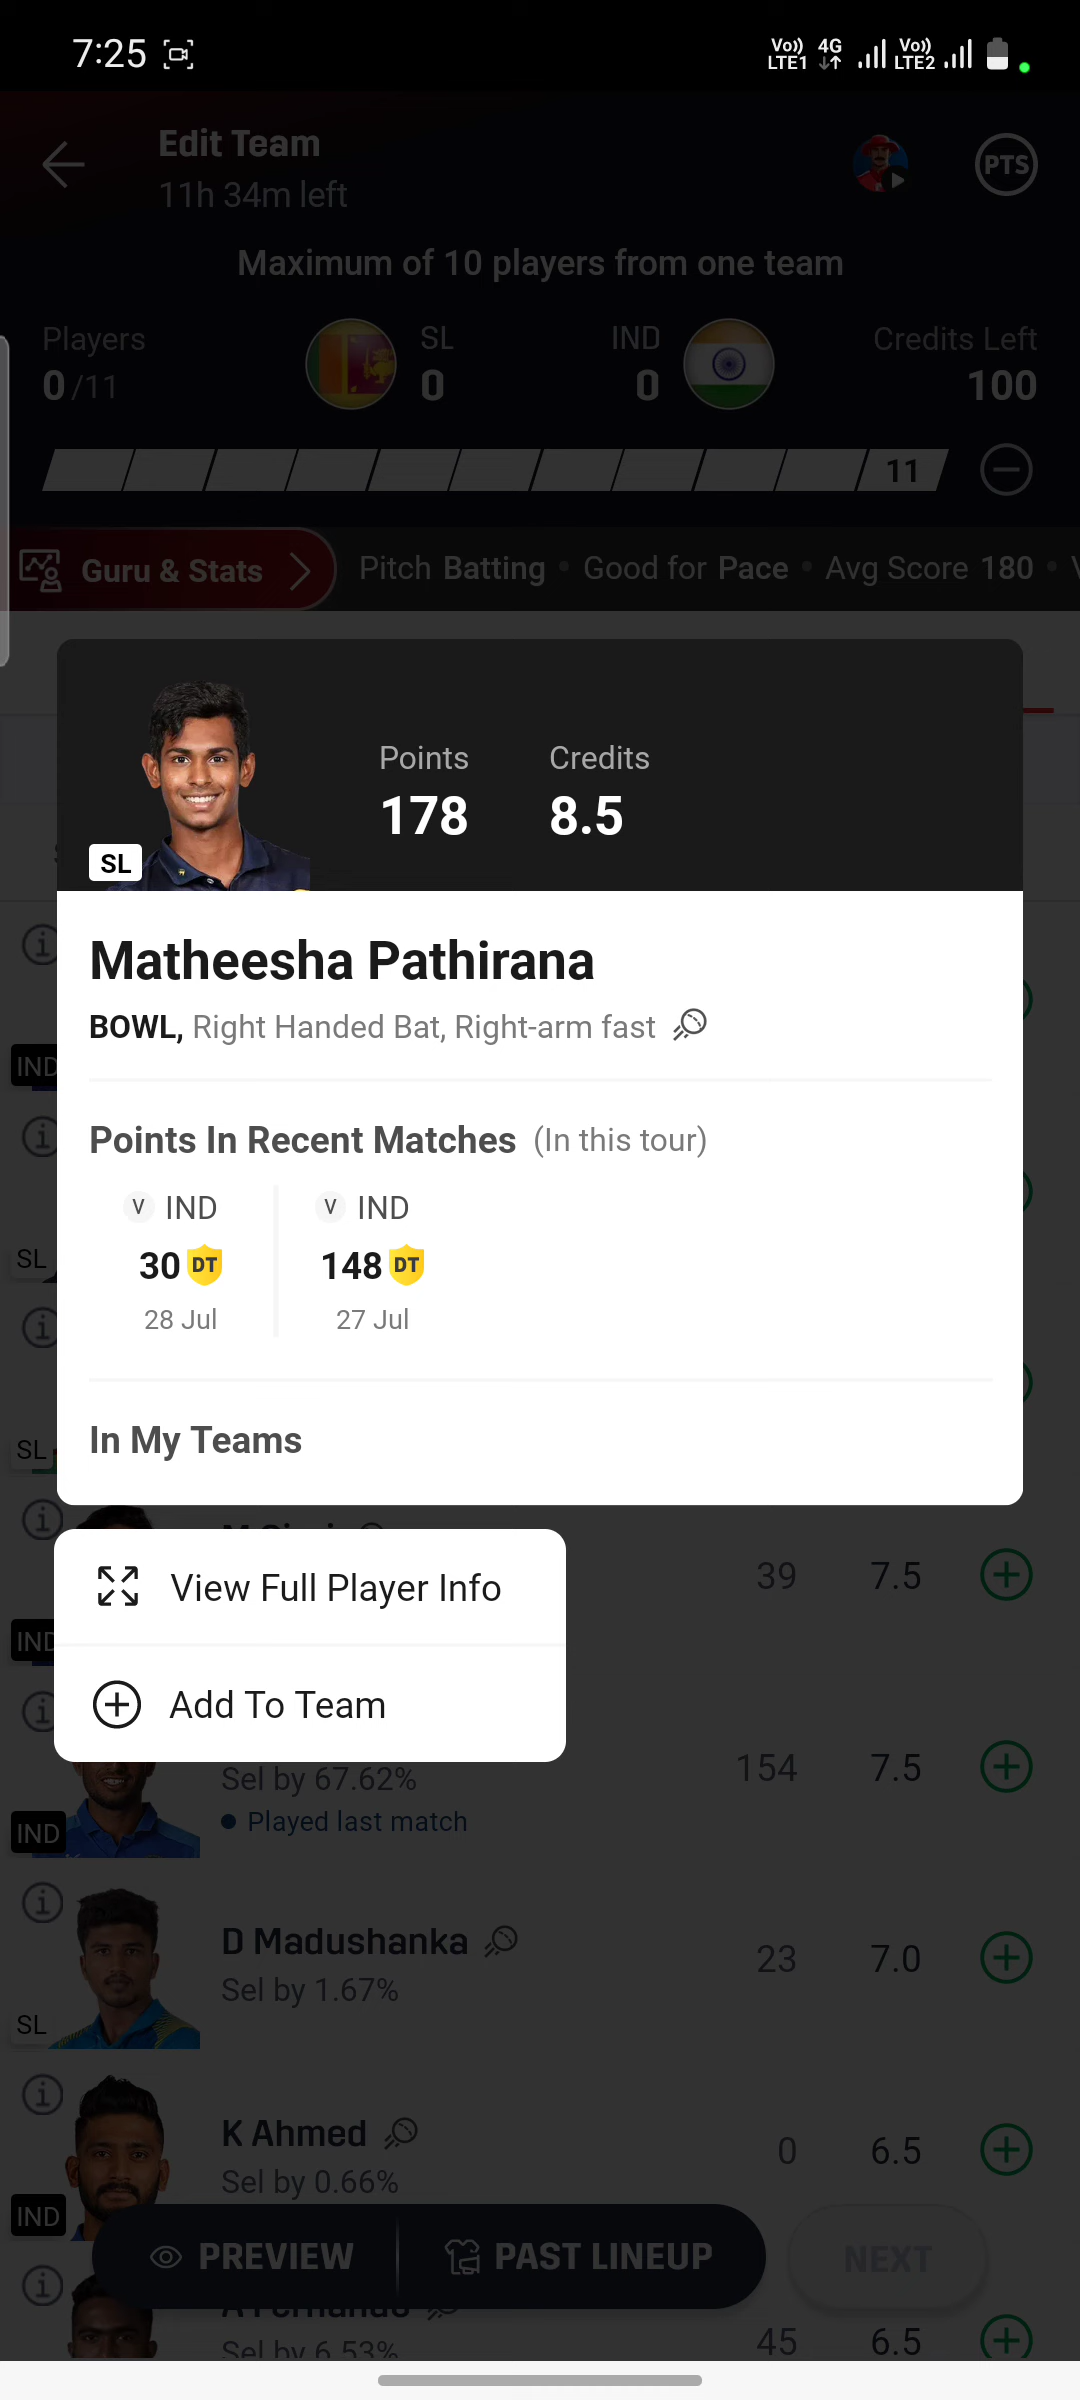 7:25
Vo)) LTE1 4G Vo)) LTE2
Edit Team
11h 34m left
PTS
Maximum of 10 players from one team
Players
0/11
SL
0
IND
0
Credits Left
100
11
Guru & Stats
Pitch Batting • Good for Pace • Avg Score 180 •
Points
178
Credits
8.5
SL
Matheesha Pathirana
BOWL, Right Handed Bat, Right-arm fast
IND
Points In Recent Matches (In this tour)
V IND
30 DT
28 Jul
V IND
148 DT
27 Jul
SL
In My Teams
SL
View Full Player Info
39
7.5
IND
Add To Team
Sel by 67.62%
Played last match
154
7.5
IND
D Madushanka
Sel by 1.67%
23
7.0
SL
K Ahmed
Sel by 0.66%
0
6.5
IND
PREVIEW
PAST LINEUP
NEXT
A Fernando
Sel by 6.53%
45
6.5